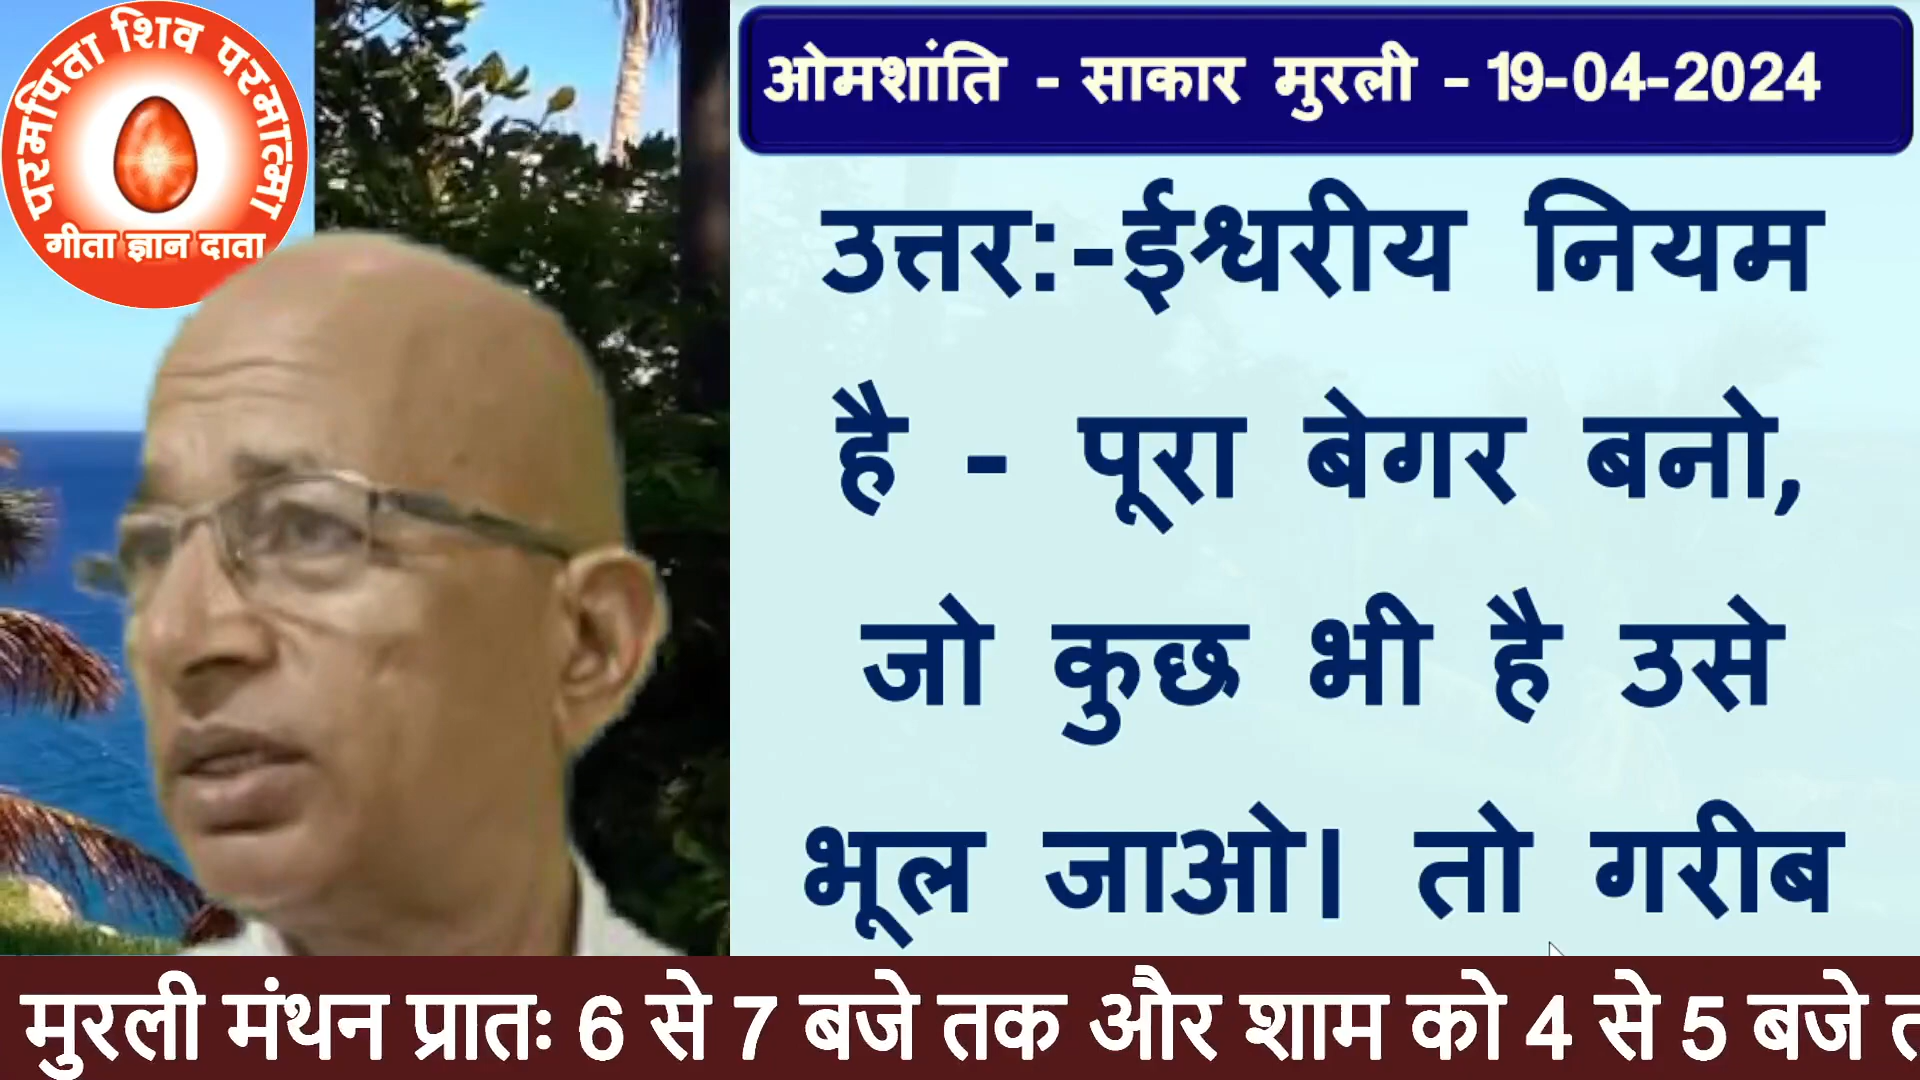 परमपिता शिव परमात्मा
गीता ज्ञान दाता
ओमशांति - साकार मुरली - 19-04-2024
उत्तर:-ईश्वरीय नियम
है - पूरा बेगर बनो,
जो कुछ भी है उसे
भूल जाओ। तो गरीब
मुरली मंथन प्रातः 6 से 7 बजे तक और शाम को 4 से 5 बजे